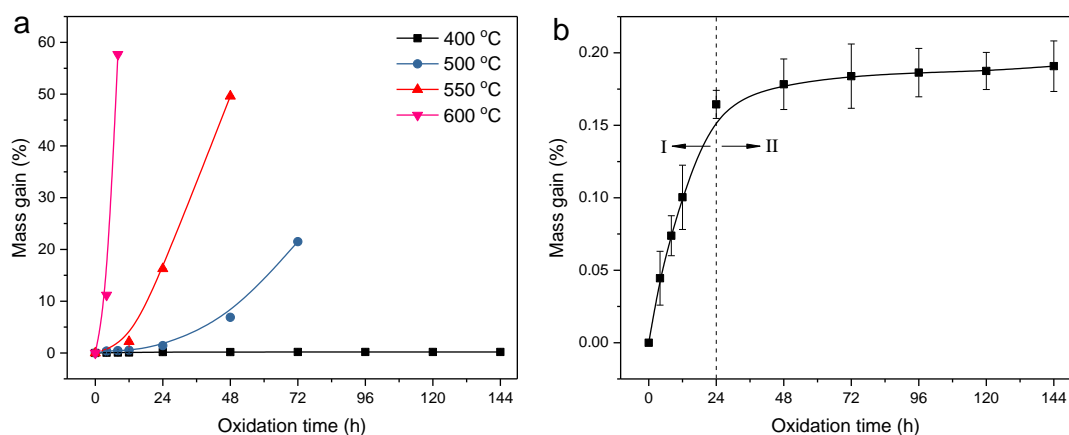 a
400 °C
500 °C
550 °C
600 °C
60
50
40
30
20
10
0
Mass gain (%)
0 24 48 72 96 120 144
Oxidation time (h)
b
0.20
0.15
0.10
0.05
0.00
Mass gain (%)
I II
0 24 48 72 96 120 144
Oxidation time (h)